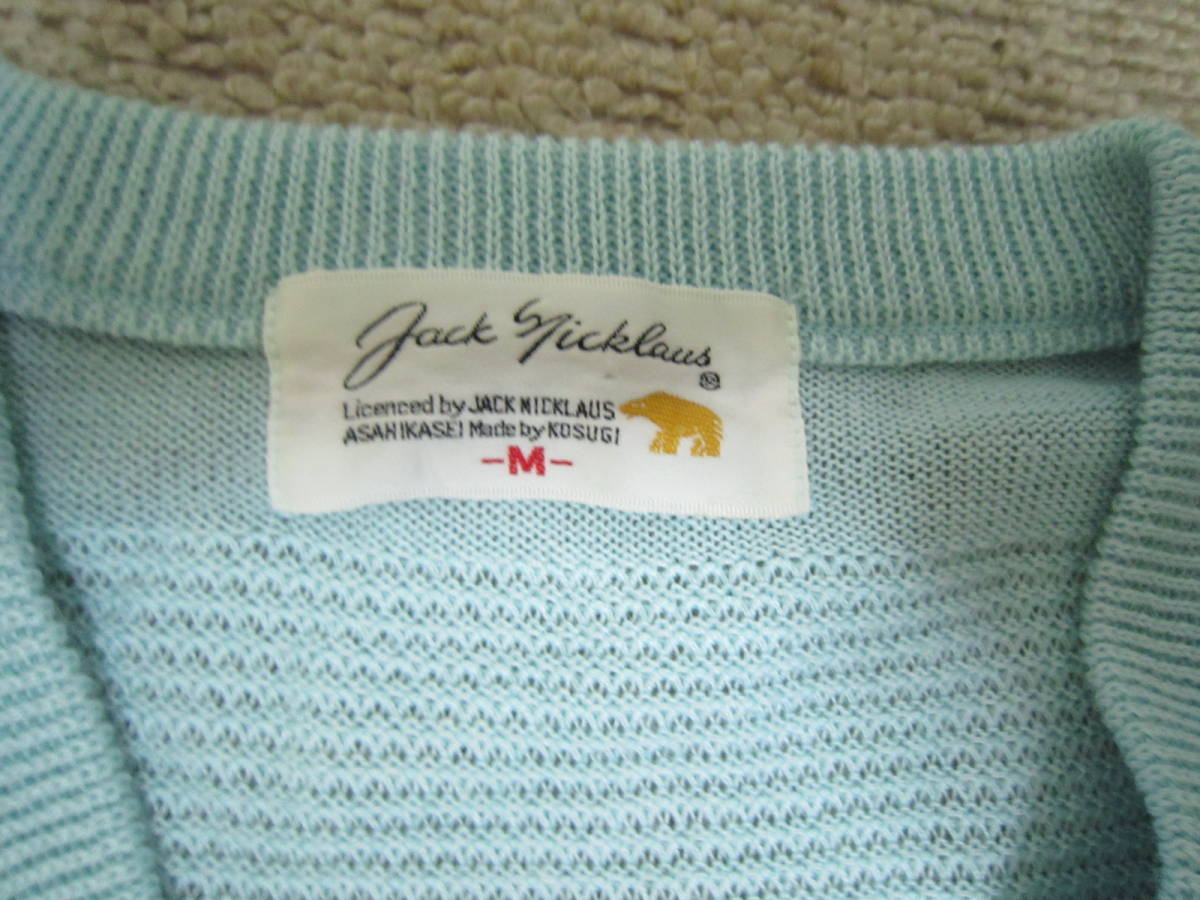 Jack Nicklaus
®
Licenced by JACK NICKLAUS
ASAHIKASEI Made by KOSUGI
-M-